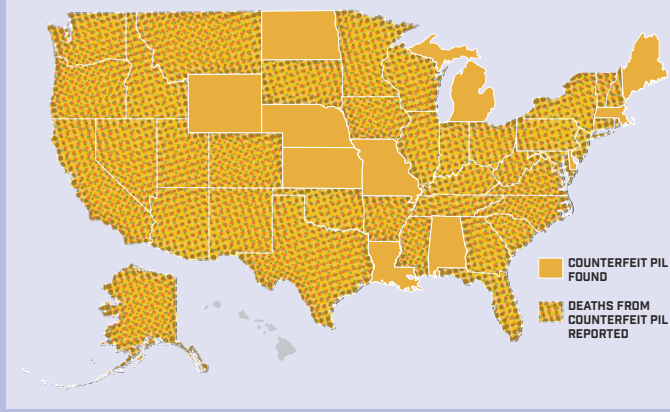 COUNTERFEIT PIL
FOUND
DEATHS FROM
COUNTERFEIT PIL
REPORTED